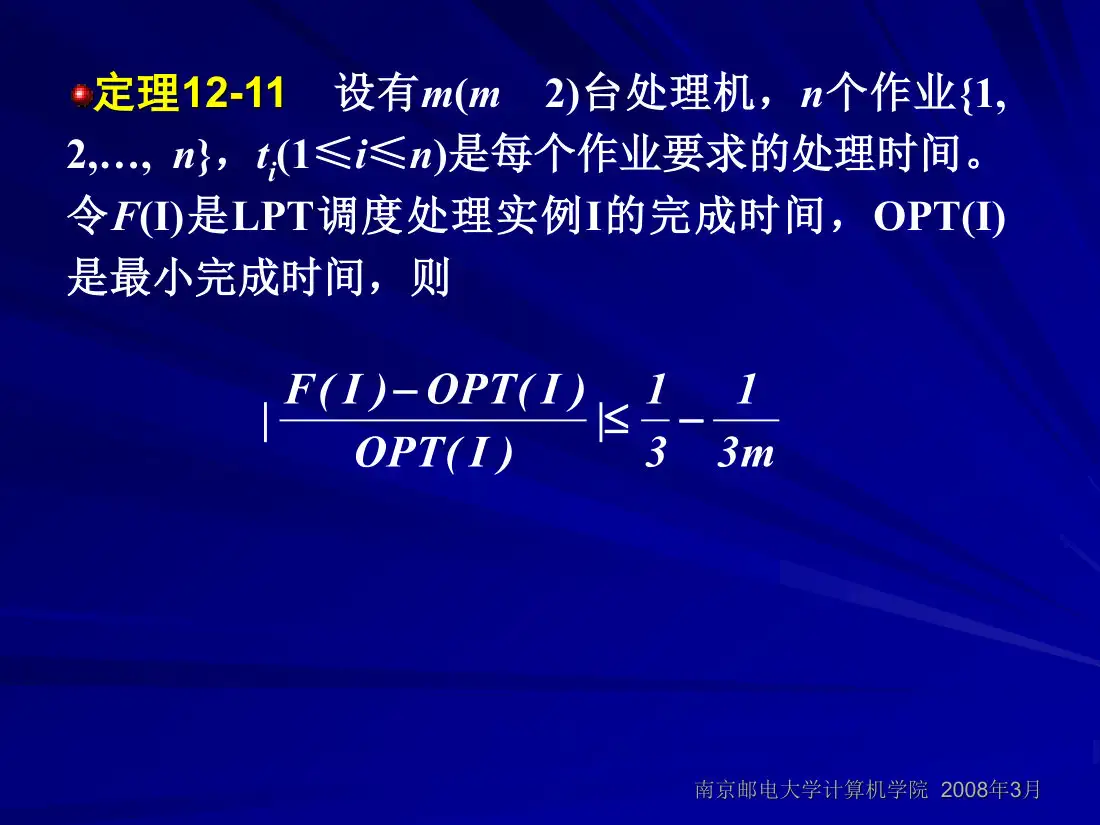 定理12-11 设有m(m 2)台处理机，n个作业{1,
2,…, n}，ti(1≤i≤n)是每个作业要求的处理时间。
令F(I)是LPT调度处理实例I的完成时间，OPT(I)
是最小完成时间，则
|F(I)−OPT(I)/OPT(I)|≤1/3−1/3m
南京邮电大学计算机学院 2008年3月